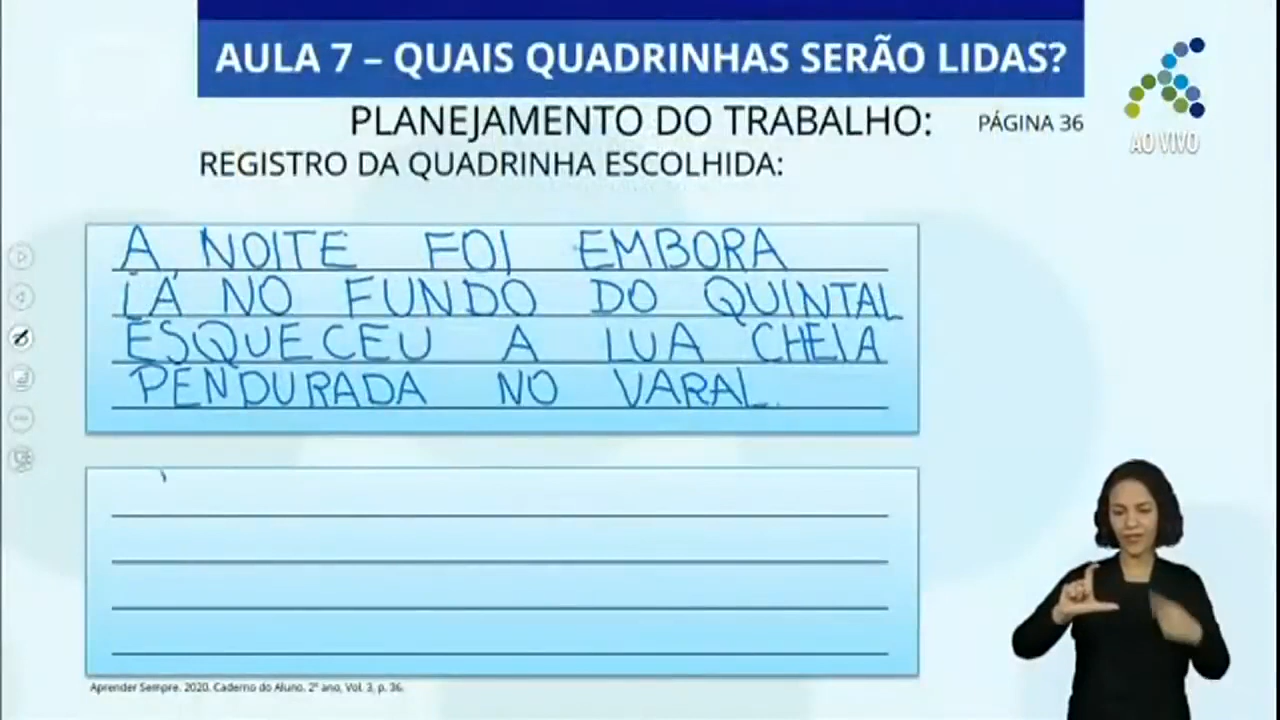 AULA 7 – QUAIS QUADRINHAS SERÃO LIDAS?
PLANEJAMENTO DO TRABALHO:
PÁGINA 36
AO VIVO
REGISTRO DA QUADRINHA ESCOLHIDA:
A NOITE FOI EMBORA
LÁ NO FUNDO DO QUINTAL
ESQUECEU A LUA CHEIA
PENDURADA NO VARAL.
Aprender Sempre. 2020. Caderno do Aluno. 2º ano, Vol. 3, p. 36.